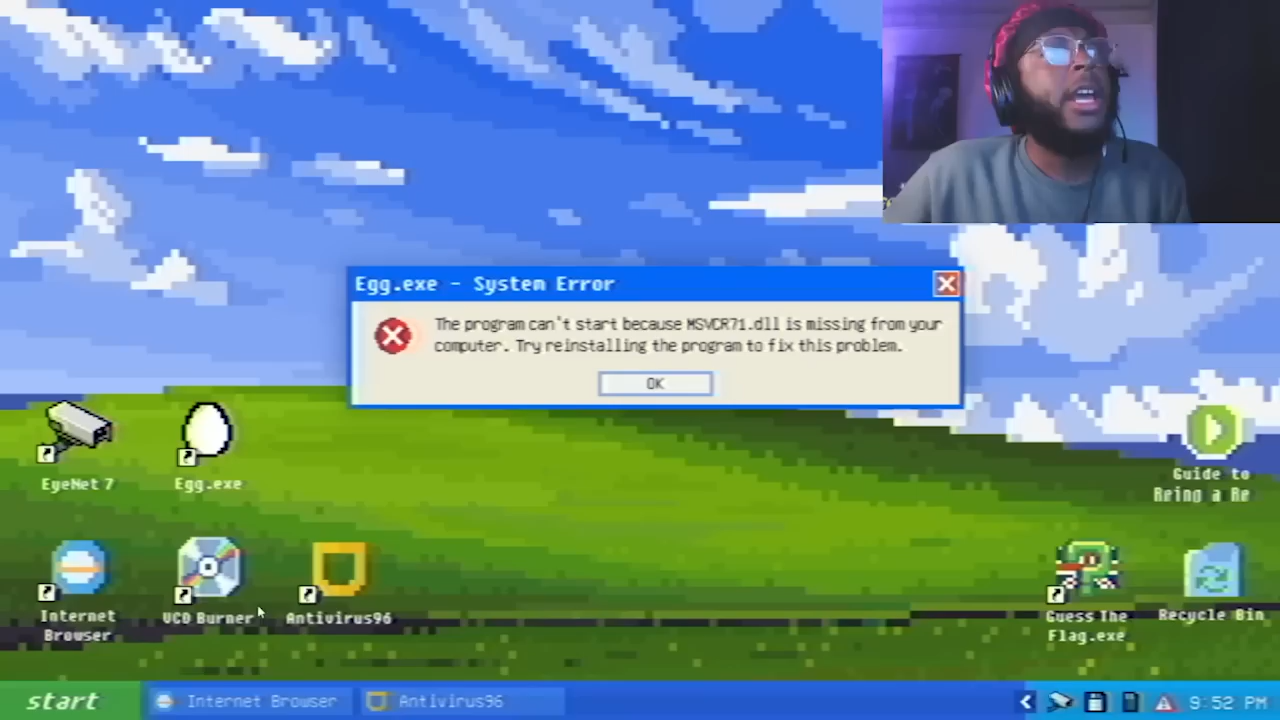 Egg.exe - System Error
The program can't start because MSVCR71.dll is missing from your
computer. Try reinstalling the program to fix this problem.
OK
EyeNet 7
Egg.exe
Guide to
Being a Re
Internet
Browser
VCD Burner
Antivirus96
Guess The
Flag.exe
Recycle Bin
start
Internet Browser
Antivirus96
9:52 PM